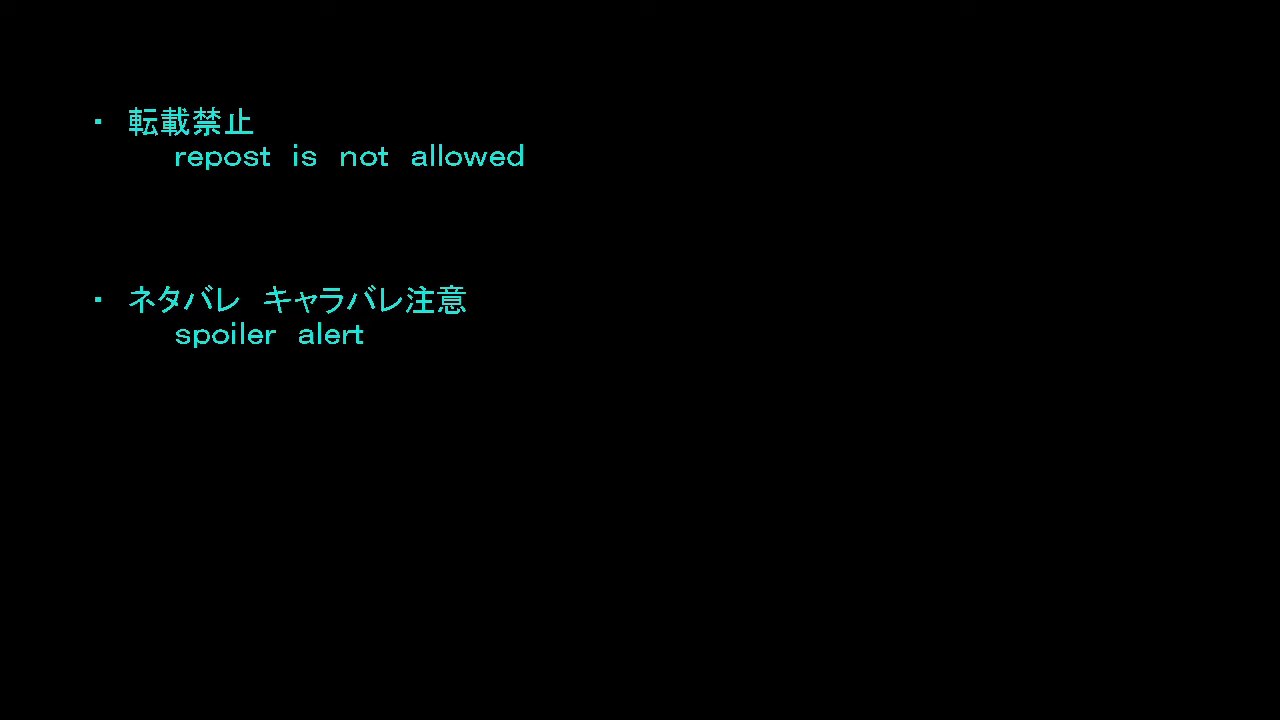 ・ 転載禁止
repost is not allowed
・ ネタバレ キャラバレ注意
spoiler alert